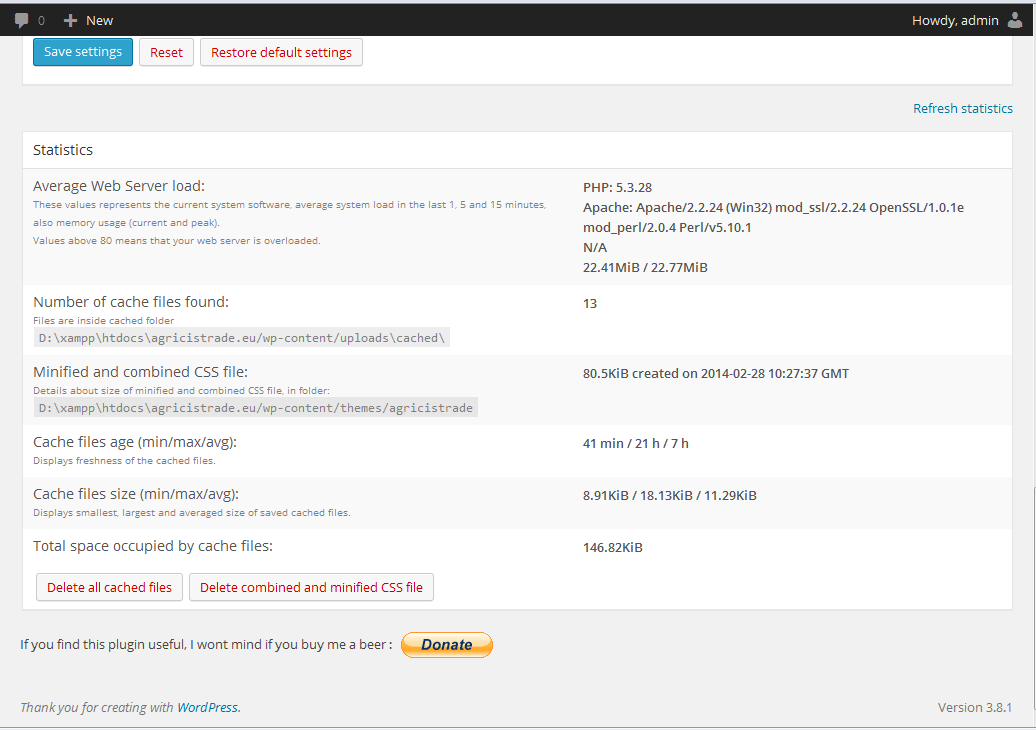 0 New Howdy, admin
Save settings Reset Restore default settings
Refresh statistics
Statistics
Average Web Server load:
These values represents the current system software, average system load in the last 1, 5 and 15 minutes,
also memory usage (current and peak).
Values above 80 means that your web server is overloaded.
PHP: 5.3.28
Apache: Apache/2.2.24 (Win32) mod_ssl/2.2.24 OpenSSL/1.0.1e
mod_perl/2.0.4 Perl/v5.10.1
N/A
22.41MiB / 22.77MiB
Number of cache files found:
Files are inside cached folder
D:\xampp\htdocs\agricistrade.eu/wp-content/uploads\cached\
13
Minified and combined CSS file:
Details about size of minified and combined CSS file, in folder:
D:\xampp\htdocs\agricistrade.eu/wp-content/themes/agricistrade
80.5KiB created on 2014-02-28 10:27:37 GMT
Cache files age (min/max/avg):
Displays freshness of the cached files.
41 min / 21 h / 7 h
Cache files size (min/max/avg):
Displays smallest, largest and averaged size of saved cached files.
8.91KiB / 18.13KiB / 11.29KiB
Total space occupied by cache files:
146.82KiB
Delete all cached files Delete combined and minified CSS file
If you find this plugin useful, I wont mind if you buy me a beer : Donate
Thank you for creating with WordPress. Version 3.8.1